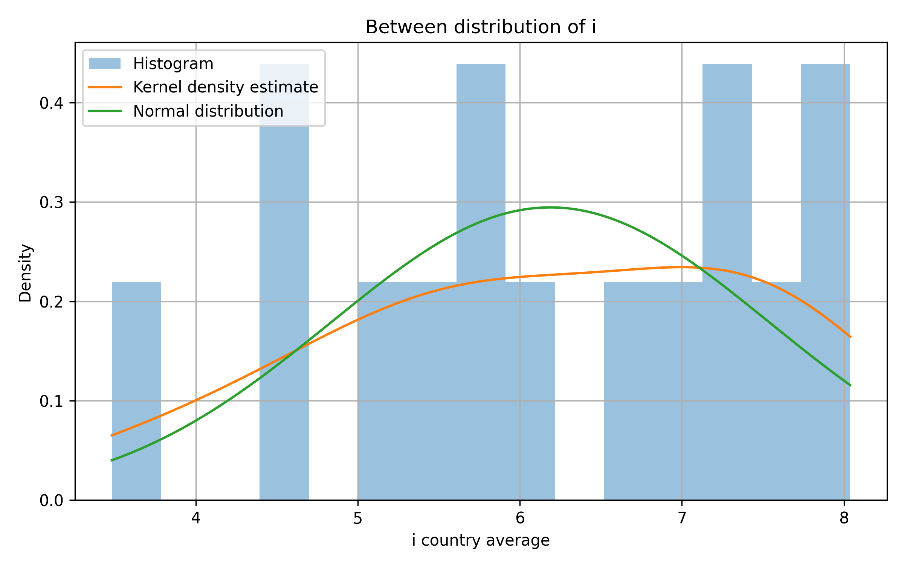 Between distribution of i
Histogram
Kernel density estimate
Normal distribution
Density
0.4
0.3
0.2
0.1
0.0
4 5 6 7 8
i country average